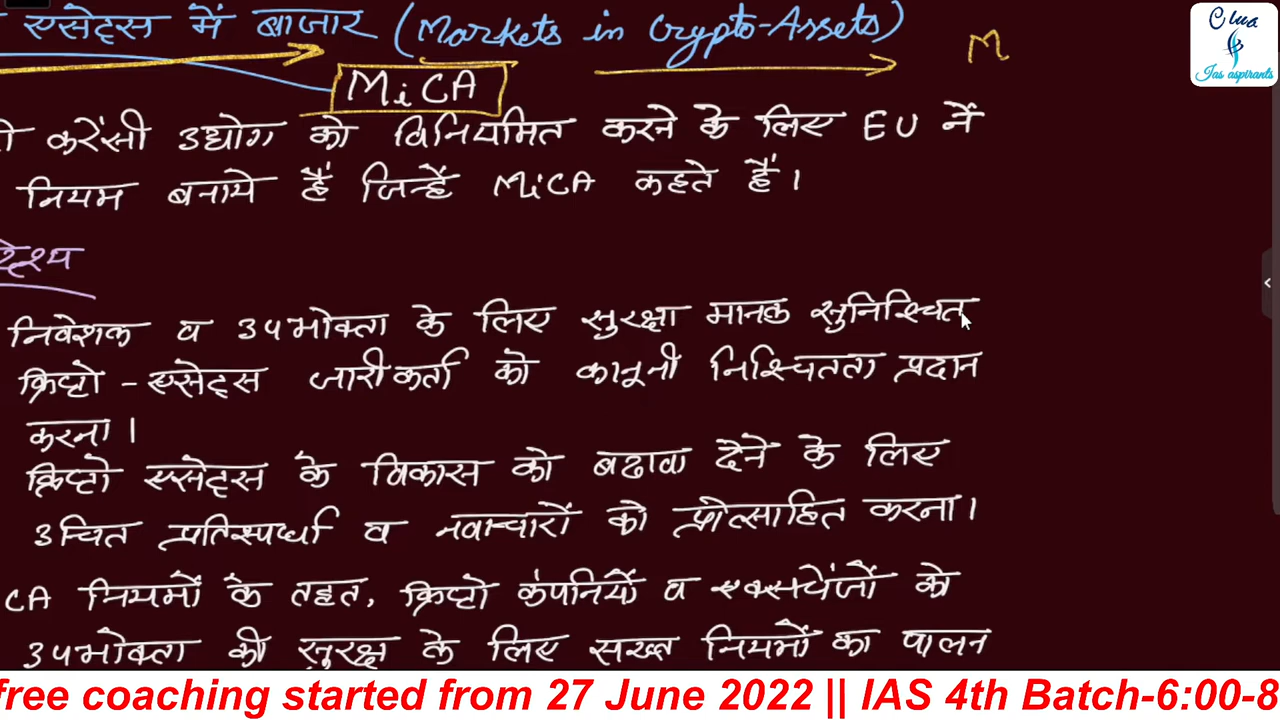 एसेट्स में बाजार (Markets in Crypto-Assets)
M
Clue
Ias aspirants
MiCA
करेंसी उद्योग को विनियमित करने के लिए EU में
नियम बनाये हैं जिन्हें MiCA कहते हैं।
निवेशक व उपभोक्ता के लिए सुरक्षा मानक सुनिश्चित
क्रिप्टो - एसेट्स जारीकर्ता को कानूनी निश्चितता प्रदान
करना।
क्रिप्टो एसेट्स के विकास को बढावा देने के लिए
उचित प्रतिस्पर्धा व नवाचारों को प्रोत्साहित करना।
CA नियमों के तहत, क्रिप्टो कंपनियों व एक्सचेंजों को
उपभोक्ता की सुरक्ष के लिए सख्त नियमों का पालन
free coaching started from 27 June 2022 || IAS 4th Batch-6:00-8